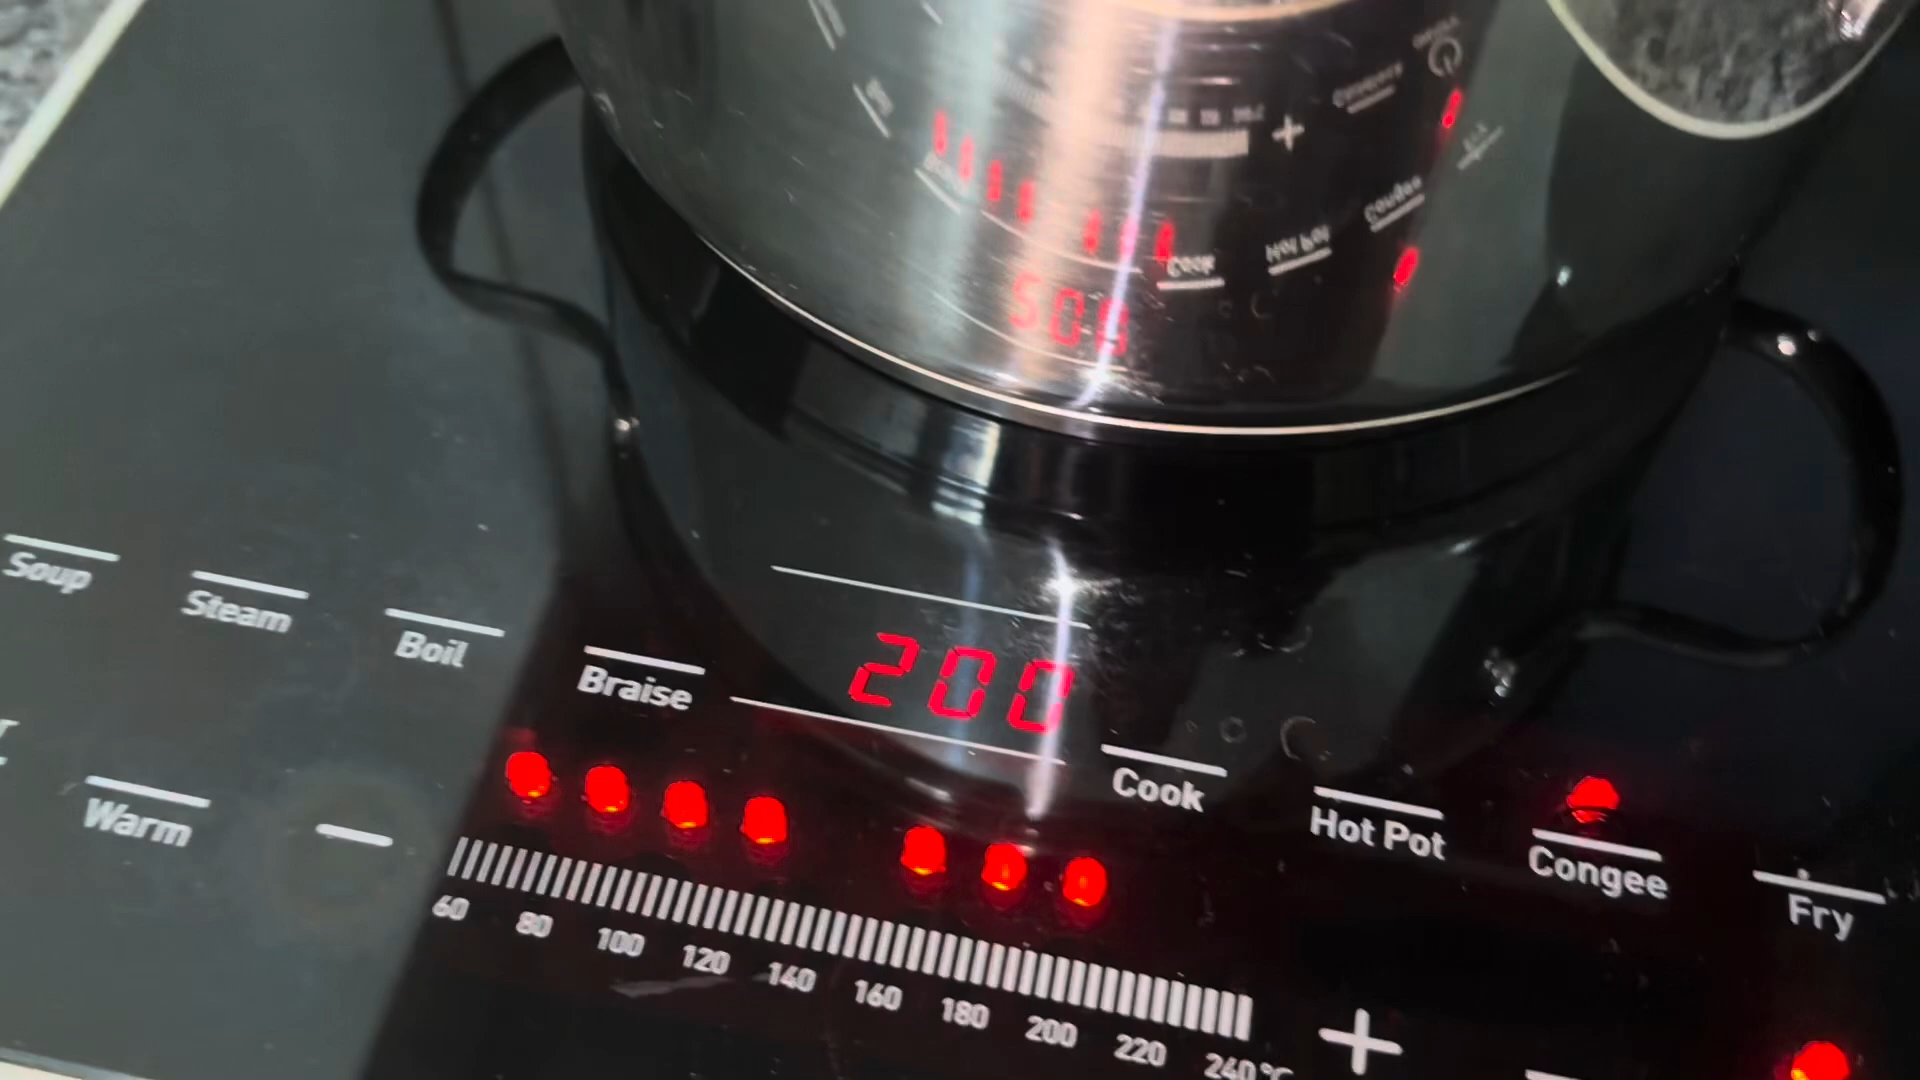 Soup
Steam
Boil
Braise
200
Cook
Hot Pot
Congee
Fry
Warm
−
60 80 100 120 140 160 180 200 220 240°C
+